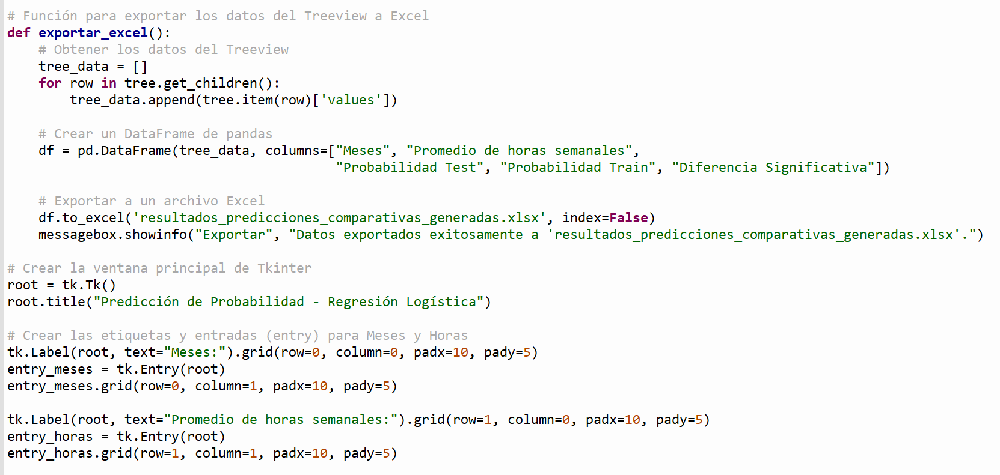 # Función para exportar los datos del Treeview a Excel
def exportar_excel():
    # Obtener los datos del Treeview
    tree_data = []
    for row in tree.get_children():
        tree_data.append(tree.item(row)['values'])

    # Crear un DataFrame de pandas
    df = pd.DataFrame(tree_data, columns=["Meses", "Promedio de horas semanales",
                                          "Probabilidad Test", "Probabilidad Train", "Diferencia Significativa"])

    # Exportar a un archivo Excel
    df.to_excel('resultados_predicciones_comparativas_generadas.xlsx', index=False)
    messagebox.showinfo("Exportar", "Datos exportados exitosamente a 'resultados_predicciones_comparativas_generadas.xlsx'.")

# Crear la ventana principal de Tkinter
root = tk.Tk()
root.title("Predicción de Probabilidad - Regresión Logística")

# Crear las etiquetas y entradas (entry) para Meses y Horas
tk.Label(root, text="Meses:").grid(row=0, column=0, padx=10, pady=5)
entry_meses = tk.Entry(root)
entry_meses.grid(row=0, column=1, padx=10, pady=5)

tk.Label(root, text="Promedio de horas semanales:").grid(row=1, column=0, padx=10, pady=5)
entry_horas = tk.Entry(root)
entry_horas.grid(row=1, column=1, padx=10, pady=5)